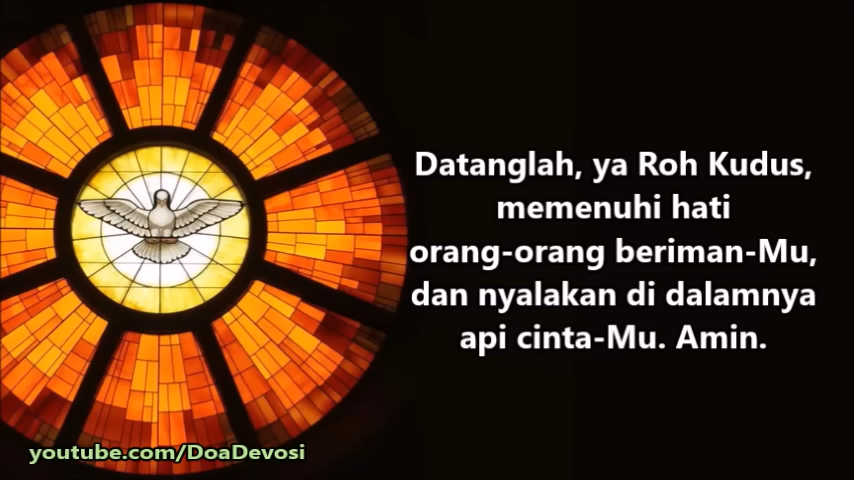 Datanglah, ya Roh Kudus,
memenuhi hati
orang-orang beriman-Mu,
dan nyalakan di dalamnya
api cinta-Mu. Amin.
youtube.com/DoaDevosi